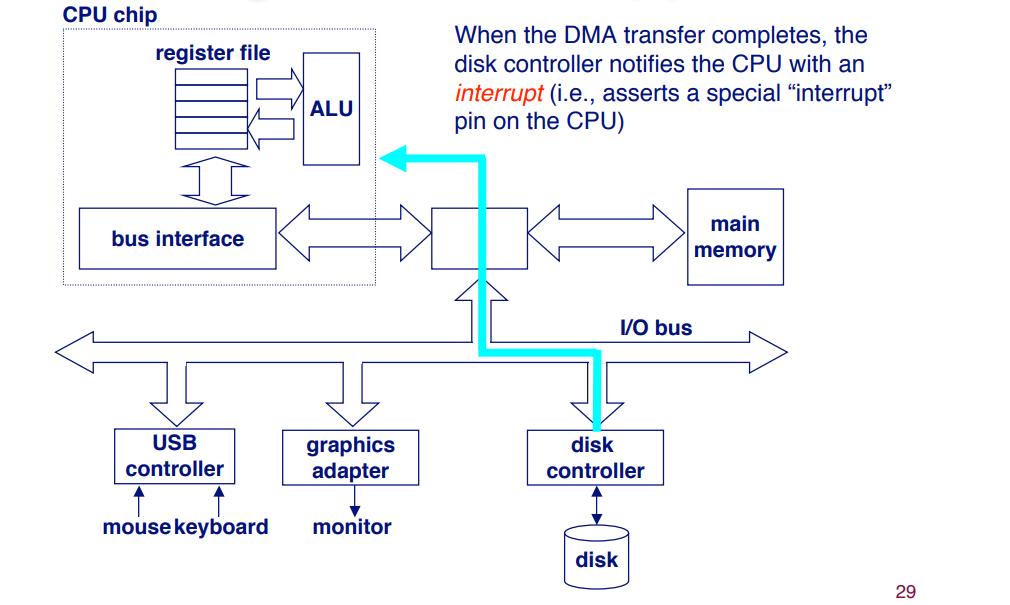 CPU chip
register file
ALU
When the DMA transfer completes, the
disk controller notifies the CPU with an
interrupt (i.e., asserts a special “interrupt”
pin on the CPU)
bus interface
main
memory
I/O bus
USB
controller
graphics
adapter
disk
controller
mouse keyboard
monitor
disk
29